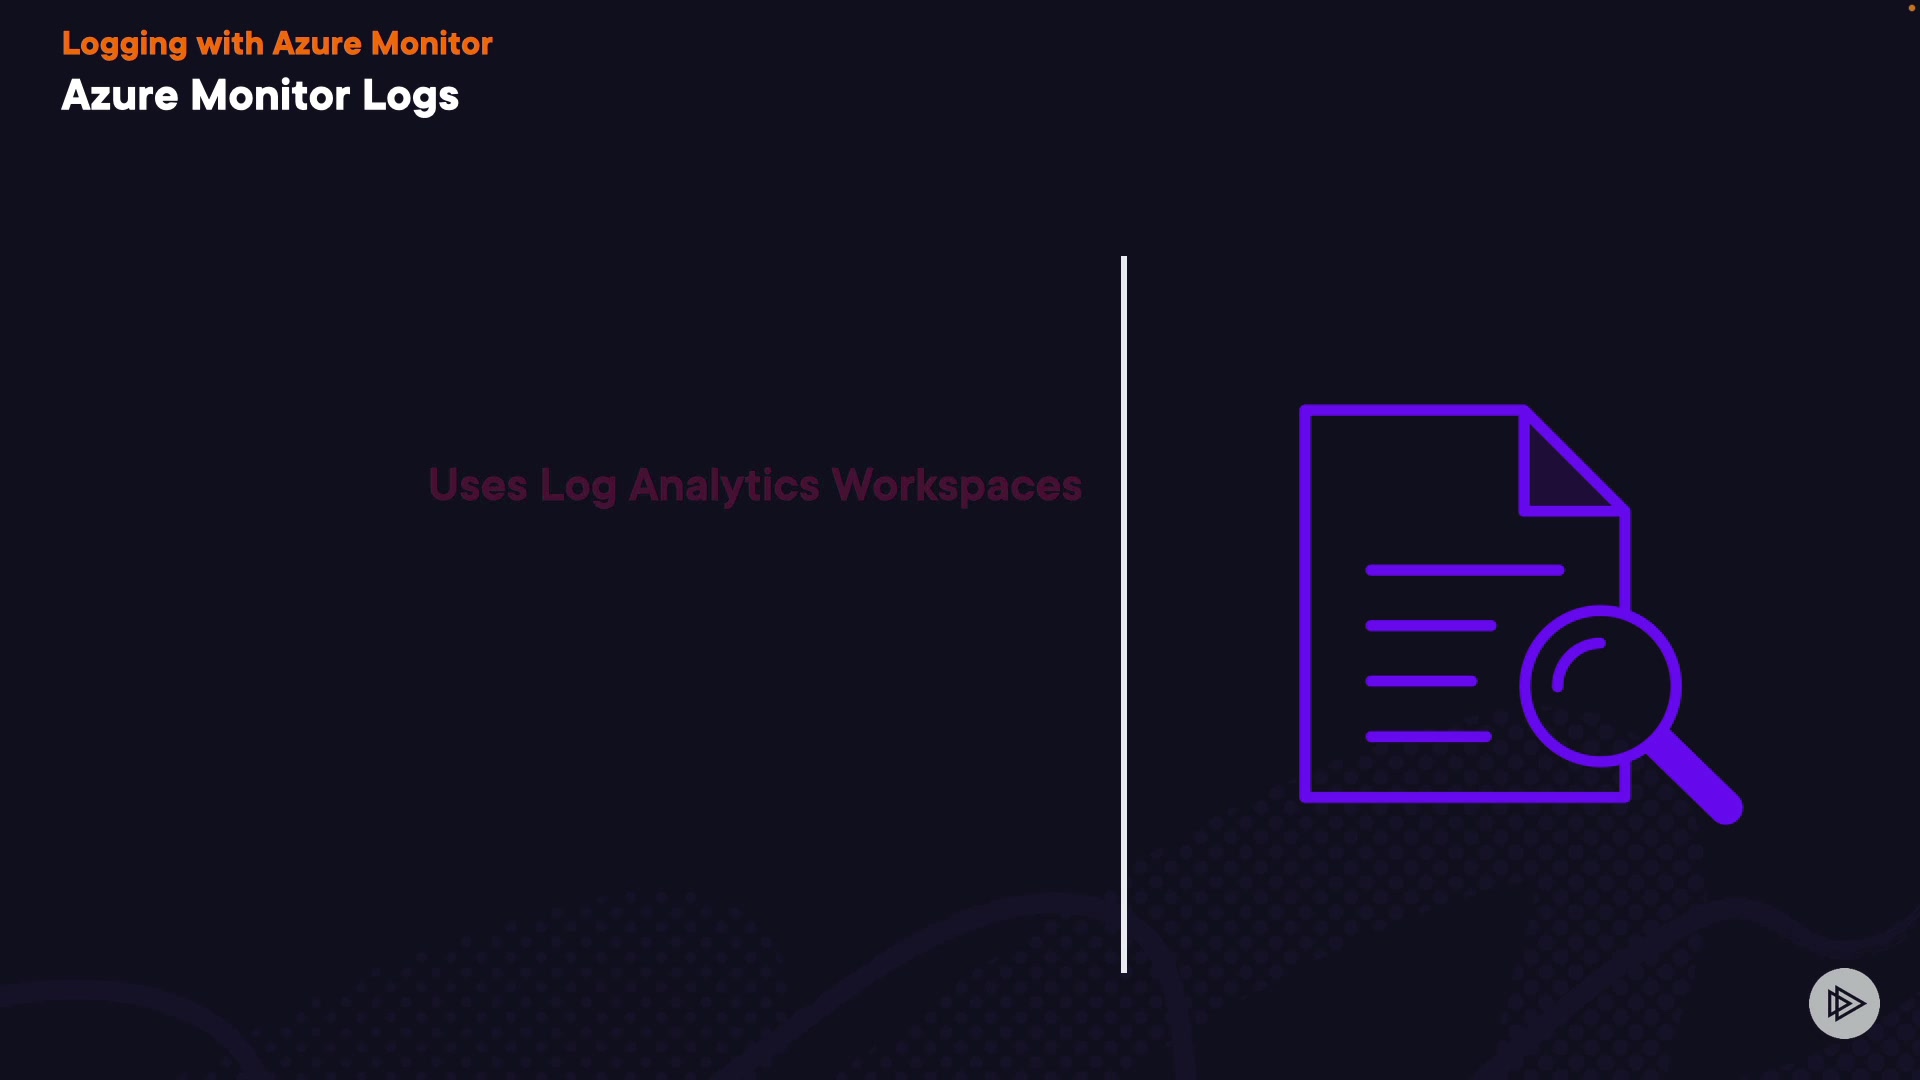 Logging with Azure Monitor
Azure Monitor Logs
Uses Log Analytics Workspaces